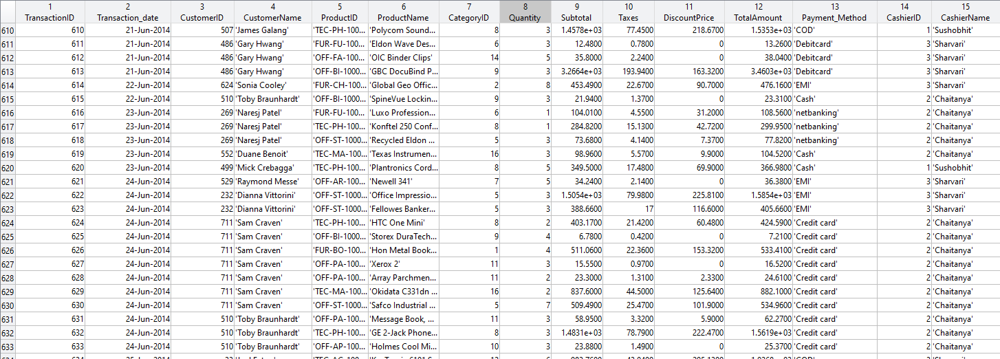 1 2 3 4 5 6 7 8 9 10 11 12 13 14 15
TransactionID Transaction_date CustomerID CustomerName ProductID ProductName CategoryID Quantity Subtotal Taxes DiscountPrice TotalAmount Payment_Method CashierID CashierName
610 610 21-Jun-2014 507 'James Galang' 'TEC-PH-100... 'Polycom Sound... 8 3 1.4578e+03 77.4500 218.6700 1.5353e+03 'COD' 1 'Sushobhit'
611 611 21-Jun-2014 486 'Gary Hwang' 'FUR-FU-100... 'Eldon Wave Des... 6 3 12.4800 0.7800 0 13.2600 'Debitcard' 3 'Sharvari'
612 612 21-Jun-2014 486 'Gary Hwang' 'OFF-FA-100... 'OIC Binder Clips' 14 5 35.8000 2.2400 0 38.0400 'Debitcard' 3 'Sharvari'
613 613 21-Jun-2014 486 'Gary Hwang' 'OFF-BI-1000... 'GBC DocuBind P... 9 3 3.2664e+03 193.9400 163.3200 3.4603e+03 'Debitcard' 3 'Sharvari'
614 614 22-Jun-2014 624 'Sonia Cooley' 'FUR-CH-100... 'Global Geo Offic... 2 8 453.4900 22.6700 90.7000 476.1600 'EMI' 3 'Sharvari'
615 615 22-Jun-2014 510 'Toby Braunhardt' 'OFF-BI-1000... 'SpineVue Lockin... 9 3 21.9400 1.3700 0 23.3100 'Cash' 2 'Chaitanya'
616 616 23-Jun-2014 269 'Naresj Patel' 'FUR-FU-100... 'Luxo Profession... 6 1 104.0100 4.5500 31.2000 108.5600 'netbanking' 2 'Chaitanya'
617 617 23-Jun-2014 269 'Naresj Patel' 'TEC-PH-100... 'Konftel 250 Conf... 8 1 284.8200 15.1300 42.7200 299.9500 'netbanking' 2 'Chaitanya'
618 618 23-Jun-2014 269 'Naresj Patel' 'OFF-ST-1000... 'Recycled Eldon ... 5 3 73.6800 4.1400 7.3700 77.8200 'netbanking' 2 'Chaitanya'
619 619 23-Jun-2014 552 'Duane Benoit' 'TEC-MA-100... 'Texas Instrumen... 16 3 98.9600 5.5700 9.9000 104.5200 'Cash' 2 'Chaitanya'
620 620 23-Jun-2014 499 'Mick Crebagga' 'TEC-PH-100... 'Plantronics Cord... 8 5 349.5000 17.4800 69.9000 366.9800 'Cash' 1 'Sushobhit'
621 621 24-Jun-2014 529 'Raymond Messe' 'OFF-AR-100... 'Newell 341' 7 5 34.2400 2.1400 0 36.3800 'EMI' 3 'Sharvari'
622 622 24-Jun-2014 232 'Dianna Vittorini' 'OFF-ST-1000... 'Office Impressio... 5 3 1.5054e+03 79.9800 225.8100 1.5854e+03 'EMI' 3 'Sharvari'
623 623 24-Jun-2014 232 'Dianna Vittorini' 'OFF-ST-1000... 'Fellowes Banker... 5 3 388.6600 17 116.6000 405.6600 'EMI' 3 'Sharvari'
624 624 24-Jun-2014 711 'Sam Craven' 'TEC-PH-100... 'HTC One Mini' 8 2 403.1700 21.4200 60.4800 424.5900 'Credit card' 2 'Chaitanya'
625 625 24-Jun-2014 711 'Sam Craven' 'OFF-BI-1000... 'Storex DuraTech... 9 4 6.7800 0.4200 0 7.2100 'Credit card' 2 'Chaitanya'
626 626 24-Jun-2014 711 'Sam Craven' 'FUR-BO-100... 'Hon Metal Book... 1 4 511.0600 22.3600 153.3200 533.4100 'Credit card' 2 'Chaitanya'
627 627 24-Jun-2014 711 'Sam Craven' 'OFF-PA-100... 'Xerox 2' 11 3 15.5500 0.9700 0 16.5200 'Credit card' 2 'Chaitanya'
628 628 24-Jun-2014 711 'Sam Craven' 'OFF-PA-100... 'Array Parchmen... 11 2 23.3000 1.3100 2.3300 24.6100 'Credit card' 2 'Chaitanya'
629 629 24-Jun-2014 711 'Sam Craven' 'TEC-MA-100... 'Okidata C331dn ... 16 2 837.6000 44.5000 125.6400 882.1000 'Credit card' 2 'Chaitanya'
630 630 24-Jun-2014 711 'Sam Craven' 'OFF-ST-1000... 'Safco Industrial ... 5 7 509.4900 25.4700 101.9000 534.9600 'Credit card' 2 'Chaitanya'
631 631 24-Jun-2014 510 'Toby Braunhardt' 'OFF-PA-100... 'Message Book, ... 11 3 58.9500 3.3200 5.9000 62.2700 'Credit card' 2 'Chaitanya'
632 632 24-Jun-2014 510 'Toby Braunhardt' 'TEC-PH-100... 'GE 2-Jack Phone... 8 3 1.4831e+03 78.7900 222.4700 1.5619e+03 'Credit card' 2 'Chaitanya'
633 633 24-Jun-2014 510 'Toby Braunhardt' 'OFF-AP-100... 'Holmes Cool Mi... 10 3 23.8800 1.4900 0 25.3700 'Credit card' 2 'Chaitanya'